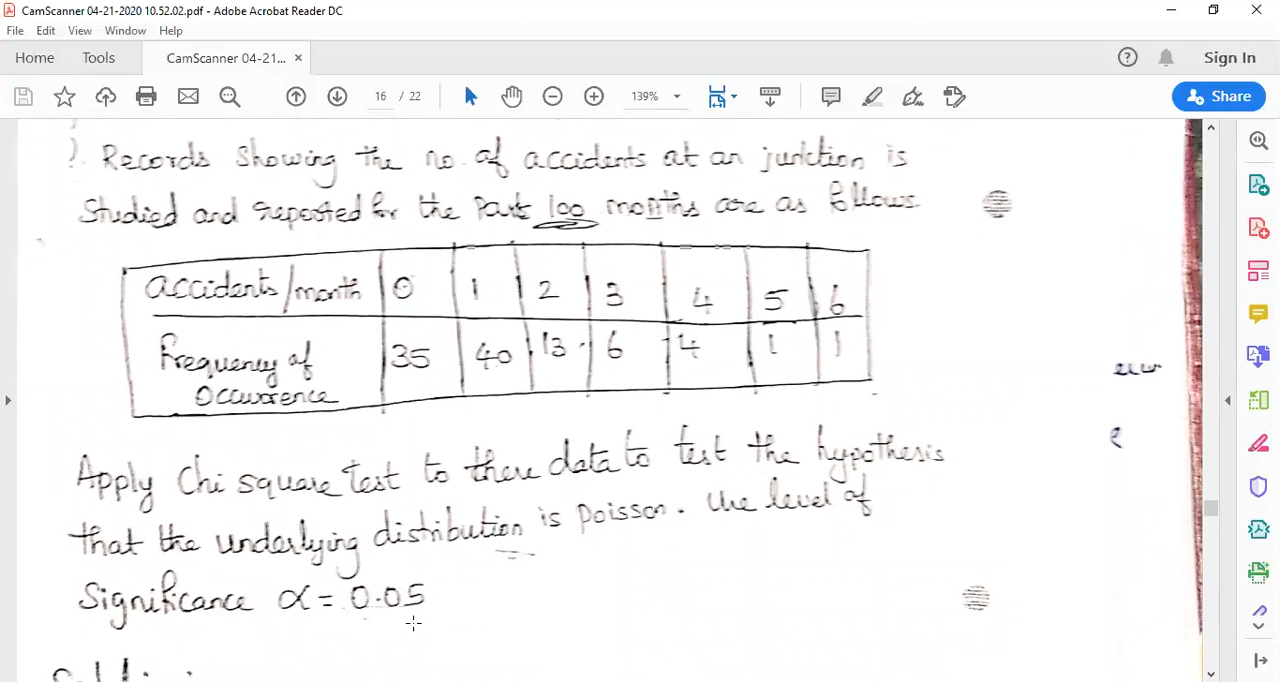 CamScanner 04-21-2020 10.52.02.pdf - Adobe Acrobat Reader DC
File Edit View Window Help
Home Tools CamScanner 04-21... × Sign In
16 / 22 139% Share
). Records showing the no. of accidents at an junction is
studied and reported for the Past 100 months are as follows.
accidents/month 0 1 2 3 4 5 6
Frequency of 35 40 13 6 4 1 1
Occurrence
Apply Chi square test to these data to test the hypothesis
that the underlying distribution is poisson. Use level of
Significance α = 0.05